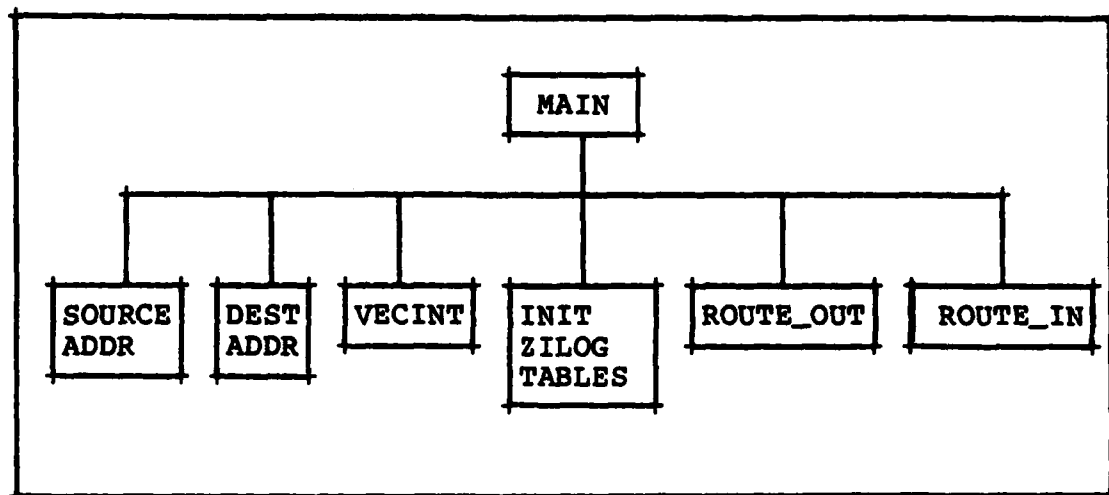 MAIN
SOURCE
ADDR
DEST
ADDR
VECINT
INIT
ZILOG
TABLES
ROUTE_OUT
ROUTE_IN